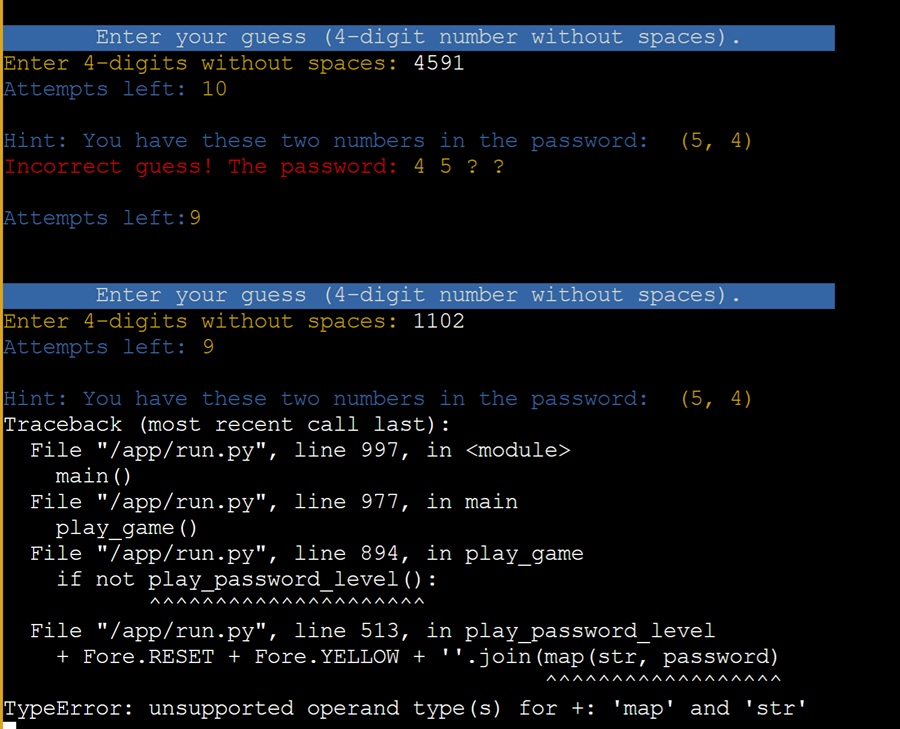 Enter your guess (4-digit number without spaces).
Enter 4-digits without spaces: 4591
Attempts left: 10
Hint: You have these two numbers in the password:  (5, 4)
Incorrect guess! The password: 4 5 ? ?
Attempts left:9
Enter your guess (4-digit number without spaces).
Enter 4-digits without spaces: 1102
Attempts left: 9
Hint: You have these two numbers in the password:  (5, 4)
Traceback (most recent call last):
  File "/app/run.py", line 997, in <module>
    main()
  File "/app/run.py", line 977, in main
    play_game()
  File "/app/run.py", line 894, in play_game
    if not play_password_level():
           ^^^^^^^^^^^^^^^^^^^^^
  File "/app/run.py", line 513, in play_password_level
    + Fore.RESET + Fore.YELLOW + ''.join(map(str, password)
                                         ^^^^^^^^^^^^^^^^^^
TypeError: unsupported operand type(s) for +: 'map' and 'str'